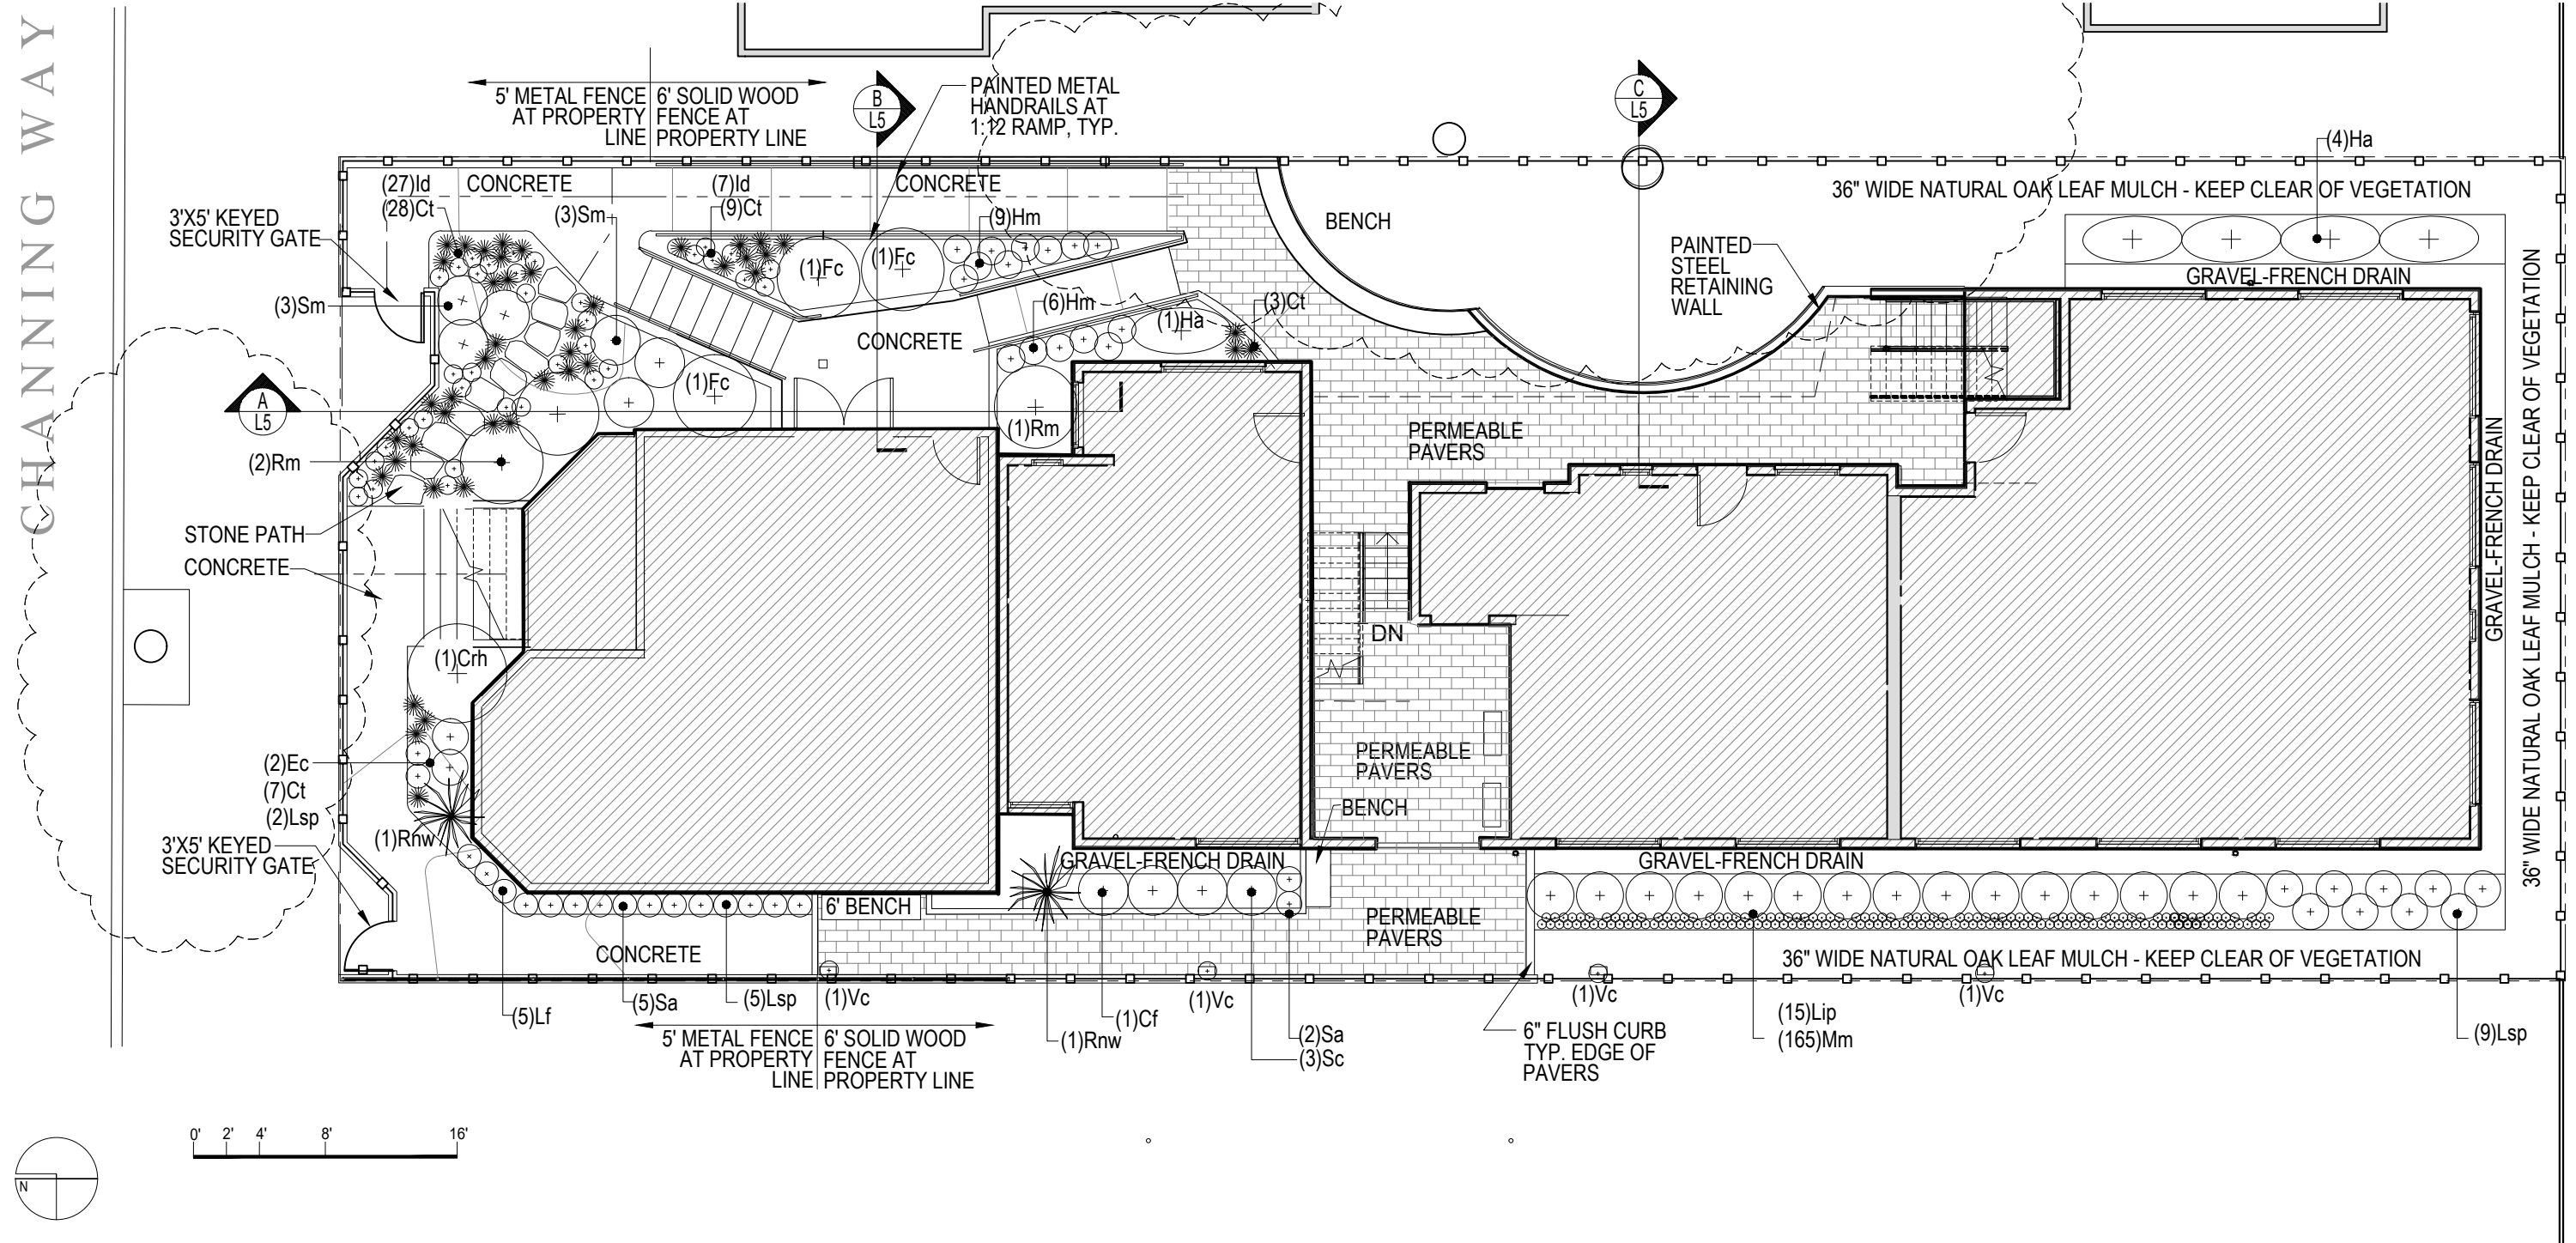 CHANNING WAY
5' METAL FENCE
AT PROPERTY
LINE
6' SOLID WOOD
FENCE AT
PROPERTY LINE
B
L5
PAINTED METAL
HANDRAILS AT
1:12 RAMP, TYP.
C
L5
(4)Ha
36" WIDE NATURAL OAK LEAF MULCH - KEEP CLEAR OF VEGETATION
(27)Id
(28)Ct
CONCRETE
(7)Id
(9)Ct
CONCRETE
3'X5' KEYED
SECURITY GATE
(3)Sm
(9)Hm
BENCH
PAINTED
STEEL
RETAINING
WALL
GRAVEL-FRENCH DRAIN
(1)Fc
(1)Fc
(3)Sm
(6)Hm
(1)Ha
(3)Ct
CONCRETE
(1)Fc
A
L5
(1)Rm
PERMEABLE
PAVERS
(2)Rm
GRAVEL-FRENCH DRAIN
36" WIDE NATURAL OAK LEAF MULCH - KEEP CLEAR OF VEGETATION
STONE PATH
CONCRETE
DN
(1)Crh
PERMEABLE
PAVERS
(2)Ec
(7)Ct
(2)Lsp
BENCH
(1)Rnw
3'X5' KEYED
SECURITY GATE
GRAVEL-FRENCH DRAIN
GRAVEL-FRENCH DRAIN
6' BENCH
PERMEABLE
PAVERS
CONCRETE
36" WIDE NATURAL OAK LEAF MULCH - KEEP CLEAR OF VEGETATION
(5)Lf
(5)Sa
(5)Lsp
(1)Vc
(1)Vc
(1)Vc
(1)Vc
(1)Cf
(1)Rnw
(2)Sa
(3)Sc
(15)Lip
(165)Mm
(9)Lsp
5' METAL FENCE
AT PROPERTY
LINE
6' SOLID WOOD
FENCE AT
PROPERTY LINE
6" FLUSH CURB
TYP. EDGE OF
PAVERS
0' 2' 4' 8' 16'
N